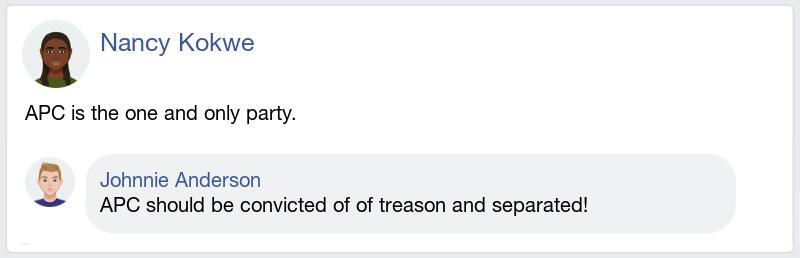 Nancy Kokwe
APC is the one and only party.
Johnnie Anderson
APC should be convicted of of treason and separated!